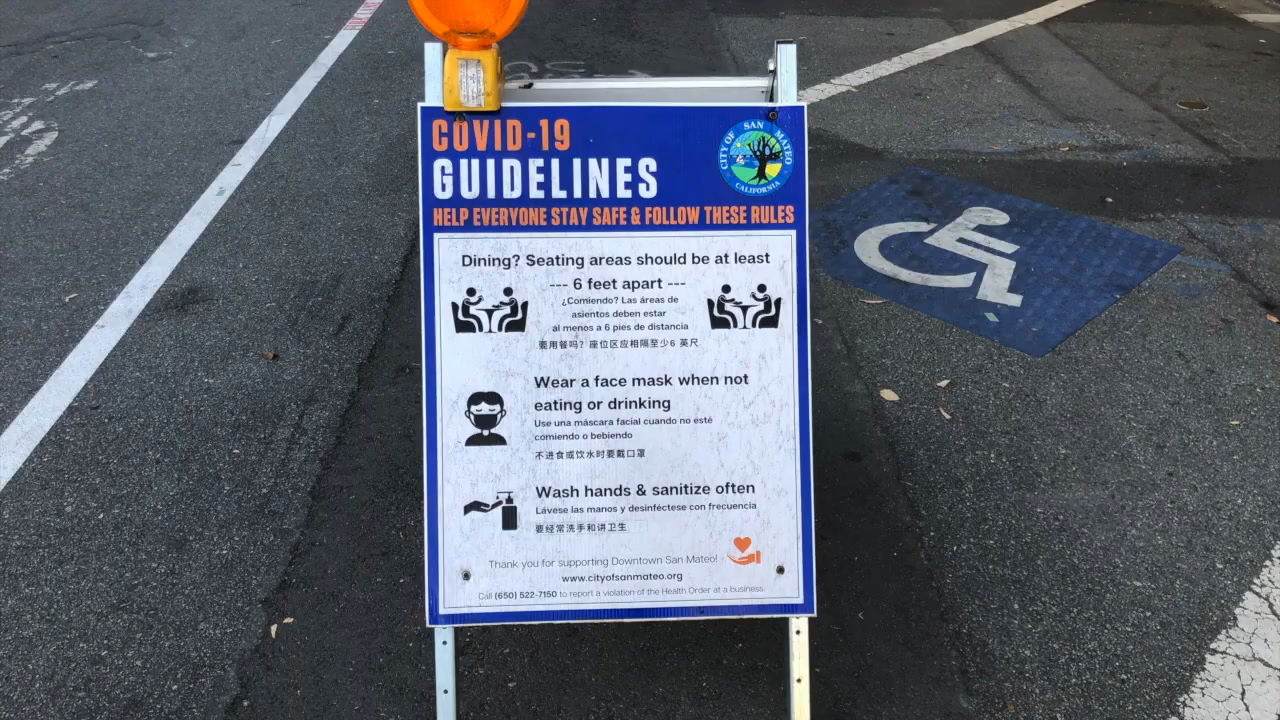 COVID-19
GUIDELINES
CITY OF SAN MATEO
CALIFORNIA
HELP EVERYONE STAY SAFE & FOLLOW THESE RULES
Dining? Seating areas should be at least
--- 6 feet apart ---
¿Comiendo? Las áreas de
asientos deben estar
al menos a 6 pies de distancia
要用餐吗？座位区应相隔至少6 英尺
Wear a face mask when not
eating or drinking
Use una máscara facial cuando no esté
comiendo o bebiendo
不进食或饮水时要戴口罩
Wash hands & sanitize often
Lávese las manos y desinféctese con frecuencia
要经常洗手和讲卫生
Thank you for supporting Downtown San Mateo!
www.cityofsanmateo.org
Call (650) 522-7150 to report a violation of the Health Order at a business.